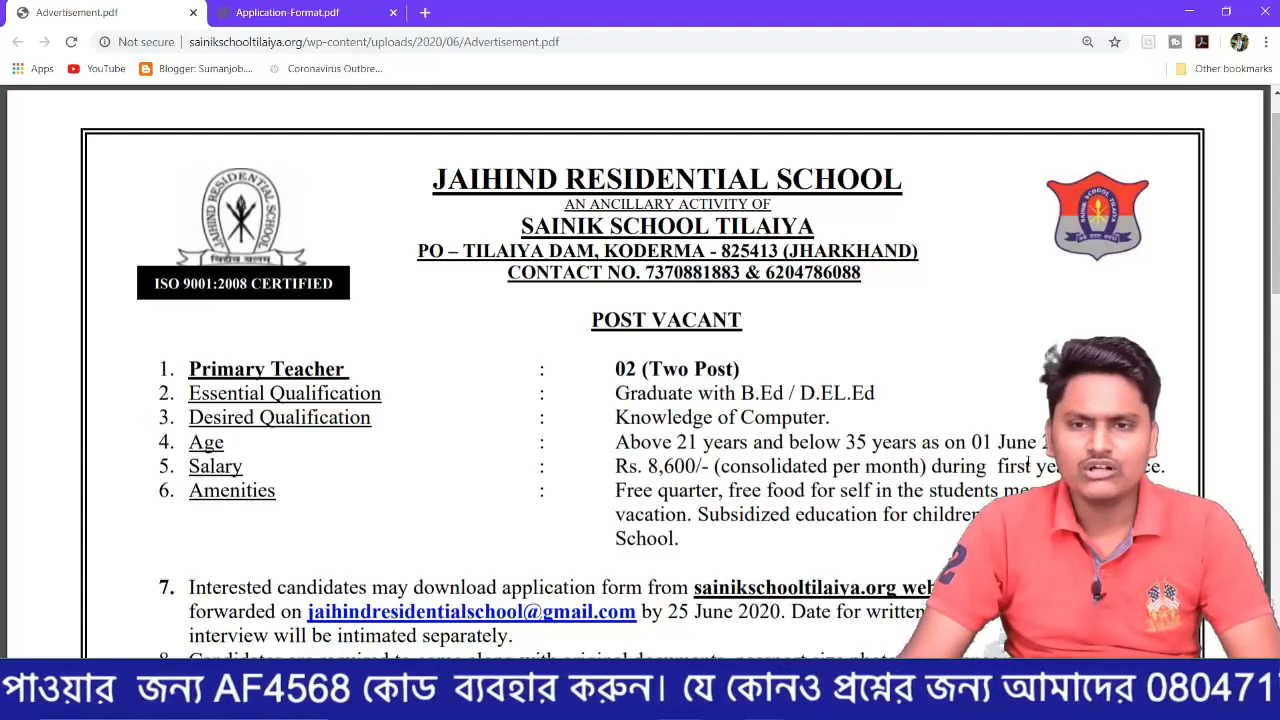 Advertisement.pdf
Application-Format.pdf
Not secure
sainikschooltilaiya.org/wp-content/uploads/2020/06/Advertisement.pdf
Apps
YouTube
Blogger: Sumanjob....
Coronavirus Outbre...
Other bookmarks
JAIHIND RESIDENTIAL SCHOOL
JAIHIND RESIDENTIAL SCHOOL
AN ANCILLARY ACTIVITY OF
SAINIK SCHOOL TILAIYA
SAINIK SCHOOL TILAIYA
PO – TILAIYA DAM, KODERMA - 825413 (JHARKHAND)
CONTACT NO. 7370881883 & 6204786088
ISO 9001:2008 CERTIFIED
POST VACANT
1. Primary Teacher : 02 (Two Post)
2. Essential Qualification : Graduate with B.Ed / D.EL.Ed
3. Desired Qualification : Knowledge of Computer.
4. Age : Above 21 years and below 35 years as on 01 June
5. Salary : Rs. 8,600/- (consolidated per month) during first
6. Amenities : Free quarter, free food for self in the students
vacation. Subsidized education for children
School.
7. Interested candidates may download application form from sainikschooltilaiya.org
forwarded on jaihindresidentialschool@gmail.com by 25 June 2020. Date for written
interview will be intimated separately.
পাওয়ার জন্য AF4568 কোড ব্যবহার করুন। যে কোনও প্রশ্নের জন্য আমাদের 080471